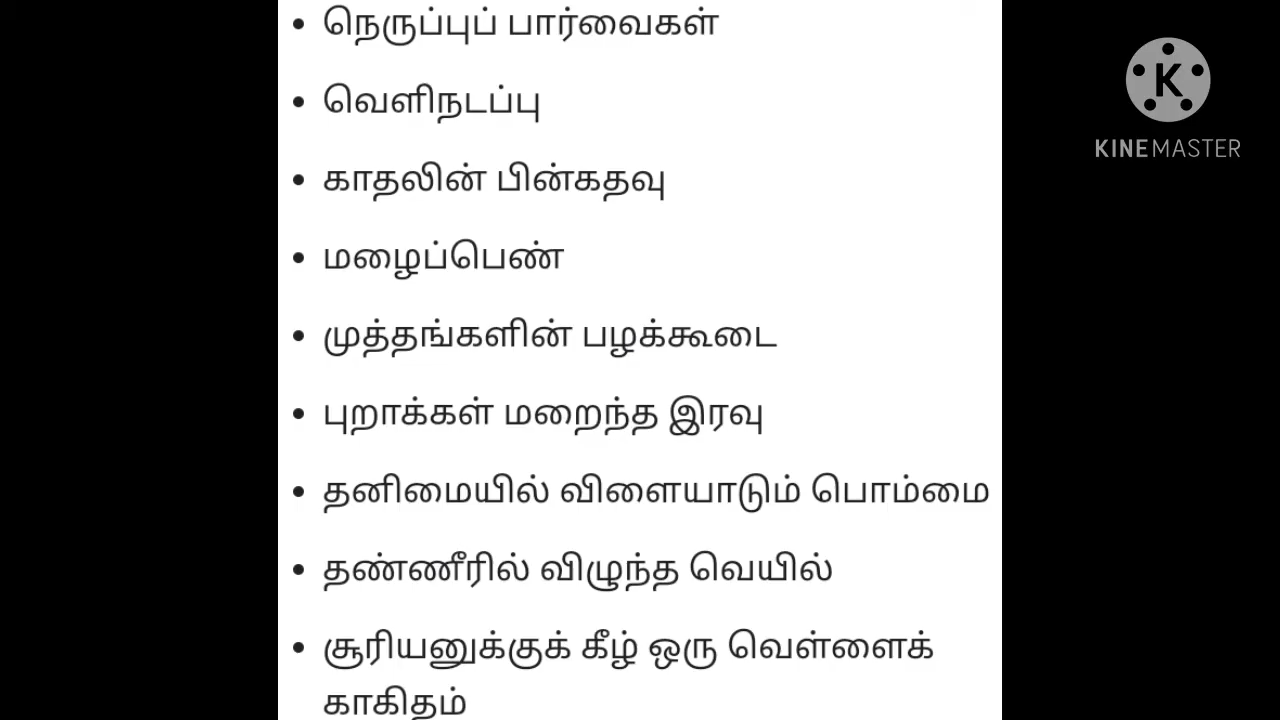 • நெருப்புப் பார்வைகள்
• வெளிநடப்பு
• காதலின் பின்கதவு
• மழைப்பெண்
• முத்தங்களின் பழக்கூடை
• புறாக்கள் மறைந்த இரவு
• தனிமையில் விளையாடும் பொம்மை
• தண்ணீரில் விழுந்த வெயில்
• சூரியனுக்குக் கீழ் ஒரு வெள்ளைக்
காகிதம்
K
KINEMASTER